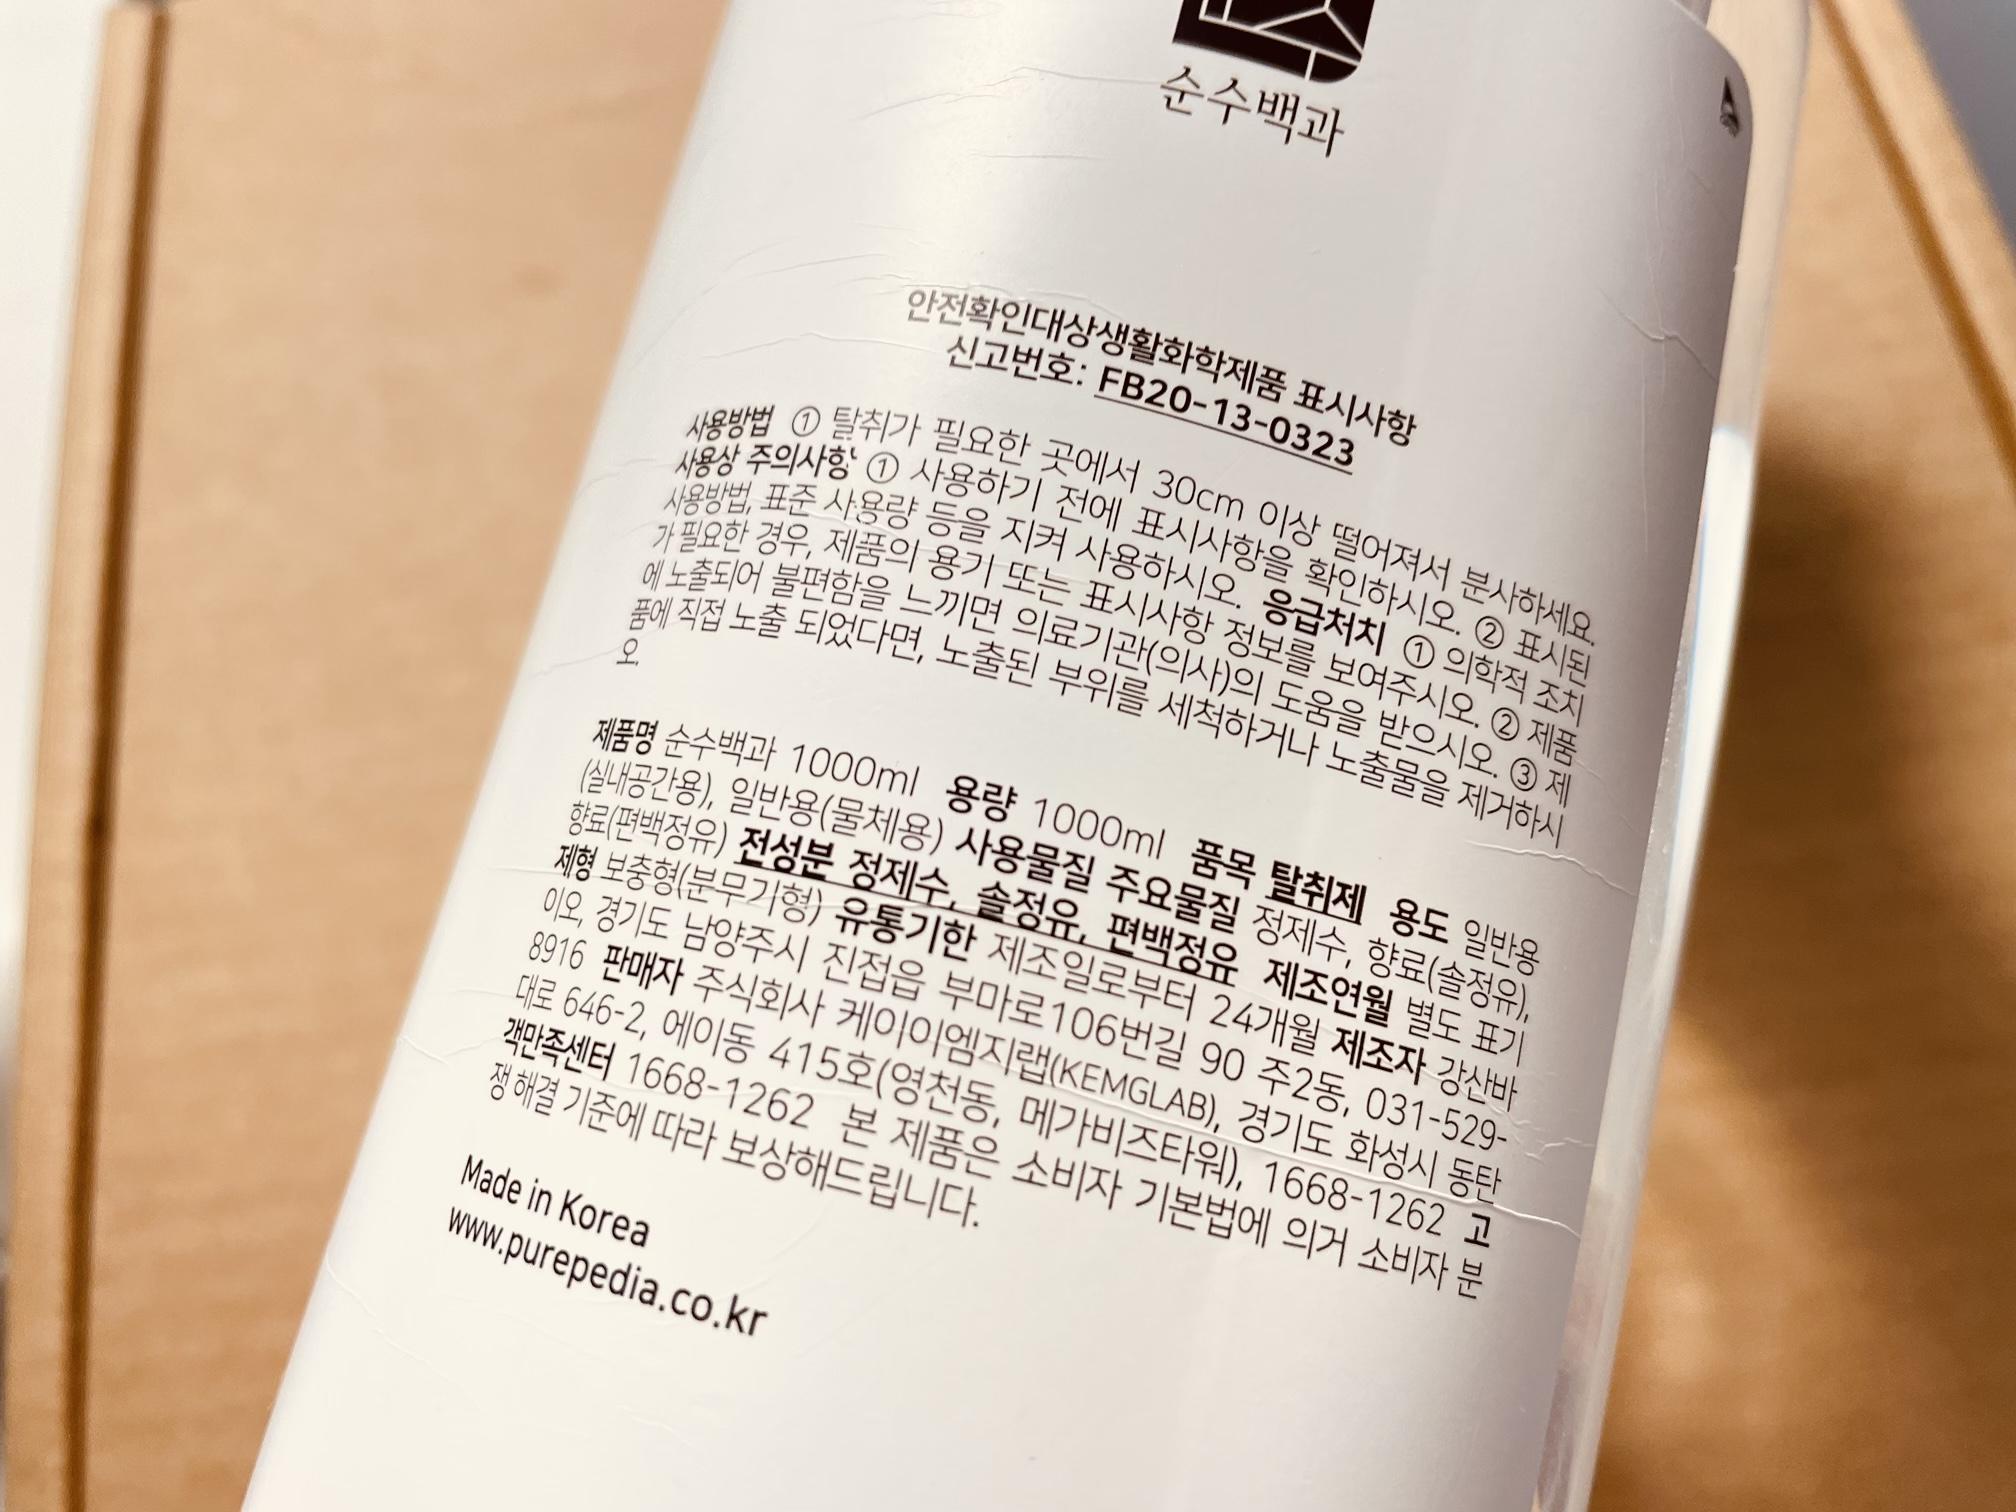 순수백과
안전확인대상생활화학제품 표시사항
신고번호: FB20-13-0323
사용방법 ① 탈취가 필요한 곳에서 30cm 이상 떨어져서 분사하세요.
사용상 주의사항 ① 사용하기 전에 표시사항을 확인하시오. ② 표시된
사용방법, 표준 사용량 등을 지켜 사용하시오. 응급처치 ① 의학적 조치
가 필요한 경우, 제품의 용기 또는 표시사항 정보를 보여주시오. ② 제품
에 노출되어 불편함을 느끼면 의료기관(의사)의 도움을 받으시오. ③ 제
품에 직접 노출 되었다면, 노출된 부위를 세척하거나 노출물을 제거하시
오.
제품명 순수백과 1000ml 용량 1000ml 품목 탈취제 용도 일반용
(실내공간용), 일반용(물체용) 사용물질 주요물질 정제수, 향료(솔정유),
향료(편백정유) 전성분 정제수, 솔정유, 편백정유 제조연월 별도 표기
제형 보충형(분무기형) 유통기한 제조일로부터 24개월 제조자 강산바
이오, 경기도 남양주시 진접읍 부마로106번길 90 주2동, 031-529-
8916 판매자 주식회사 케이이엠지랩(KEMGLAB), 경기도 화성시 동탄
대로 646-2, 에이동 415호(영천동, 메가비즈타워), 1668-1262 고
객만족센터 1668-1262 본 제품은 소비자 기본법에 의거 소비자 분
쟁 해결 기준에 따라 보상해드립니다.
Made in Korea
www.purepedia.co.kr